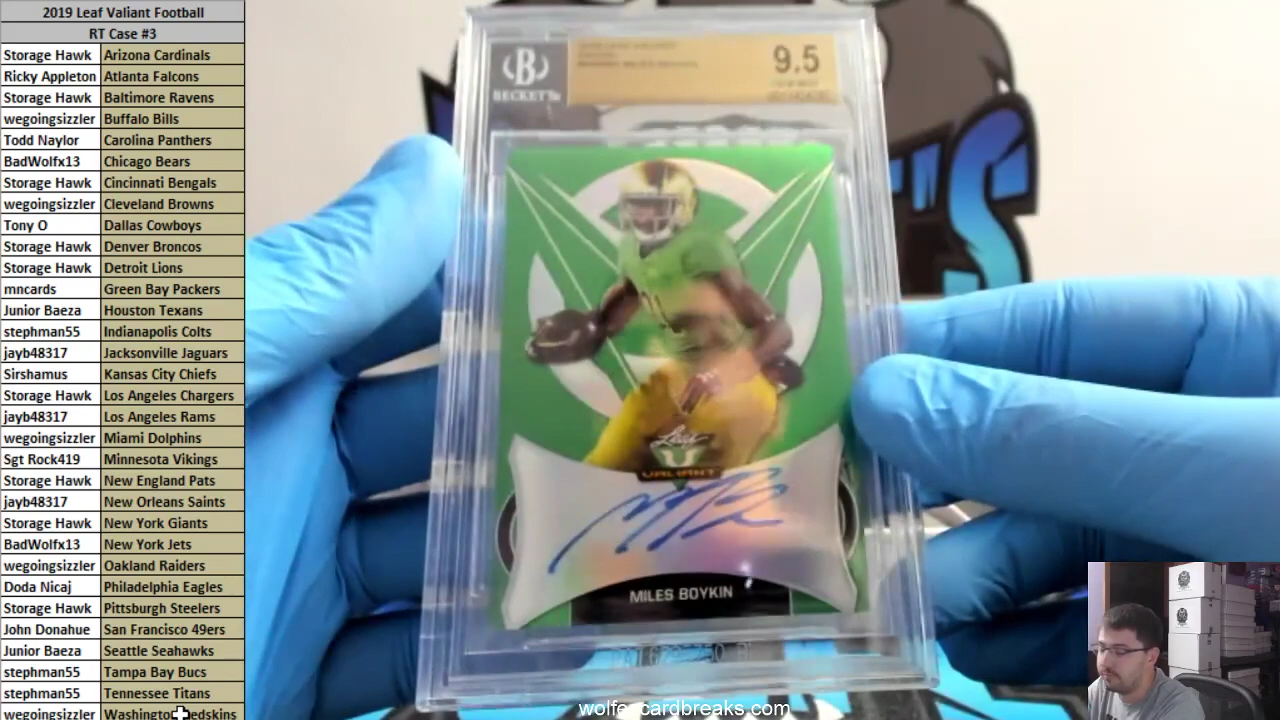 2019 Leaf Valiant Football
RT Case #3
Storage Hawk Arizona Cardinals
Ricky Appleton Atlanta Falcons
Storage Hawk Baltimore Ravens
wegoingsizzler Buffalo Bills
Todd Naylor Carolina Panthers
BadWolfx13 Chicago Bears
Storage Hawk Cincinnati Bengals
wegoingsizzler Cleveland Browns
Tony O Dallas Cowboys
Storage Hawk Denver Broncos
Storage Hawk Detroit Lions
mncards Green Bay Packers
Junior Baeza Houston Texans
stephman55 Indianapolis Colts
jayb48317 Jacksonville Jaguars
Sirshamus Kansas City Chiefs
Storage Hawk Los Angeles Chargers
jayb48317 Los Angeles Rams
wegoingsizzler Miami Dolphins
Sgt Rock419 Minnesota Vikings
Storage Hawk New England Pats
jayb48317 New Orleans Saints
Storage Hawk New York Giants
BadWolfx13 New York Jets
wegoingsizzler Oakland Raiders
Doda Nicaj Philadelphia Eagles
Storage Hawk Pittsburgh Steelers
John Donahue San Francisco 49ers
Junior Baeza Seattle Seahawks
stephman55 Tampa Bay Bucs
stephman55 Tennessee Titans
wegoingsizzler Washington Redskins
B
BECKETT
9.5
'S
Leaf
VALIANT
MILES BOYKIN
wolfescardbreaks.com